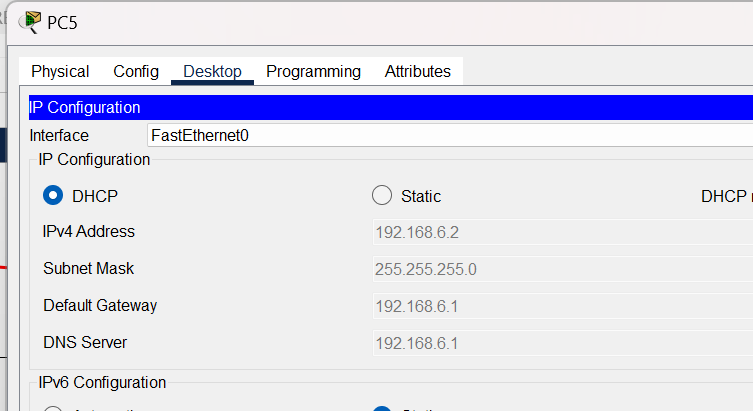 PC5
Physical Config Desktop Programming Attributes
IP Configuration
Interface FastEthernet0
IP Configuration
DHCP Static DHCP
IPv4 Address 192.168.6.2
Subnet Mask 255.255.255.0
Default Gateway 192.168.6.1
DNS Server 192.168.6.1
IPv6 Configuration